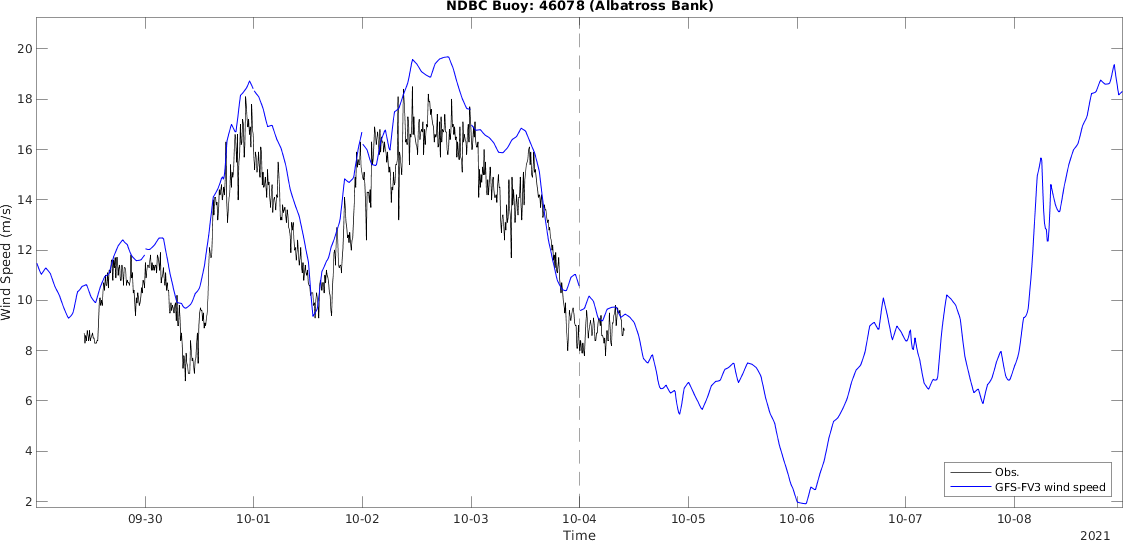 NDBC Buoy: 46078 (Albatross Bank)
20
18
16
14
12
10
8
6
4
2
Wind Speed (m/s)
Obs.
GFS-FV3 wind speed
09-30 10-01 10-02 10-03 10-04 10-05 10-06 10-07 10-08
Time
2021